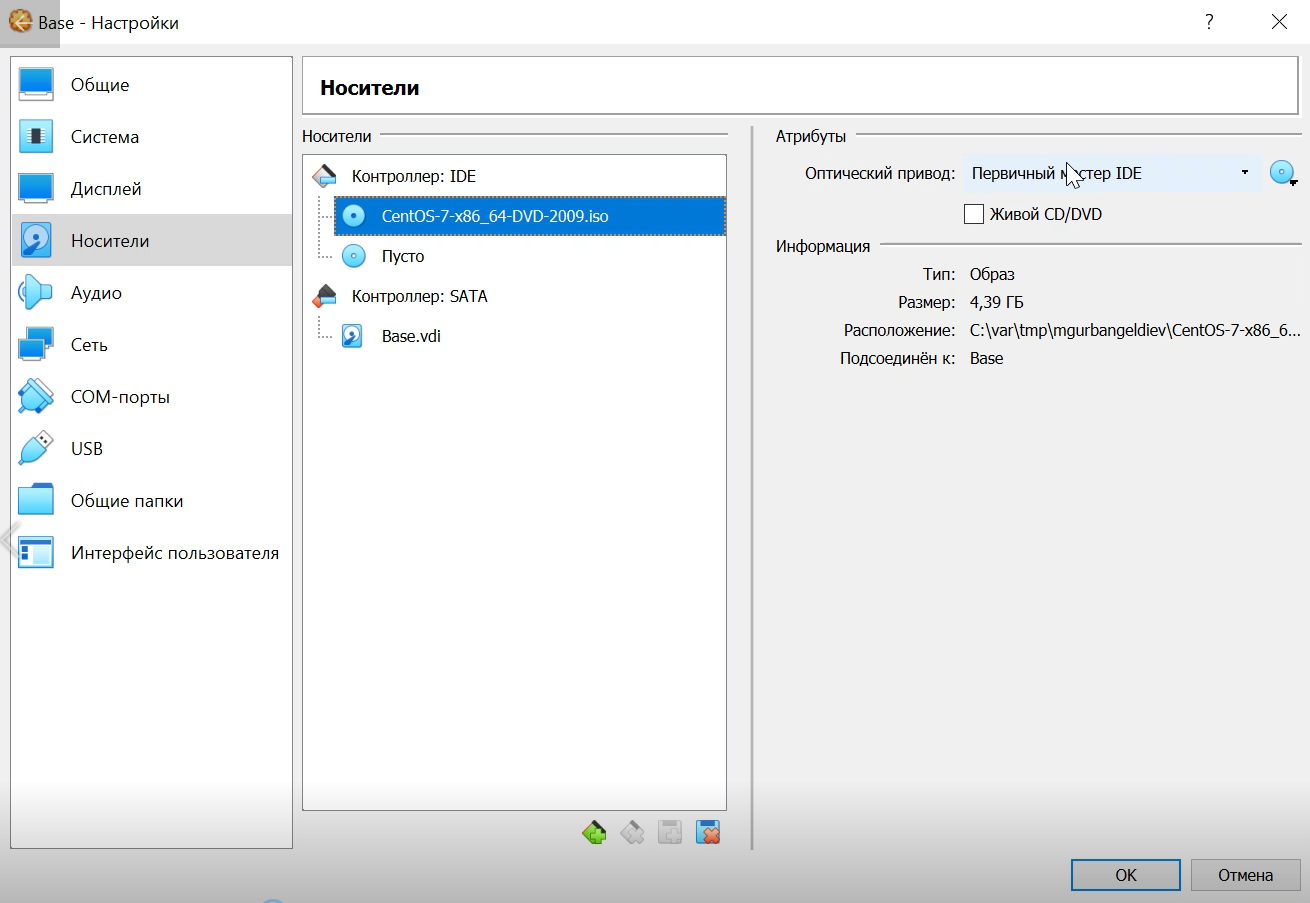 Base - Настройки
?
Общие
Система
Дисплей
Носители
Аудио
Сеть
COM-порты
USB
Общие папки
Интерфейс пользователя
Носители
Носители
Контроллер: IDE
CentOS-7-x86_64-DVD-2009.iso
Пусто
Контроллер: SATA
Base.vdi
Атрибуты
Оптический привод: Первичный мастер IDE
Живой CD/DVD
Информация
Тип: Образ
Размер: 4,39 ГБ
Расположение: C:\var\tmp\mgurbangeldiev\CentOS-7-x86_6...
Подсоединён к: Base
OK
Отмена